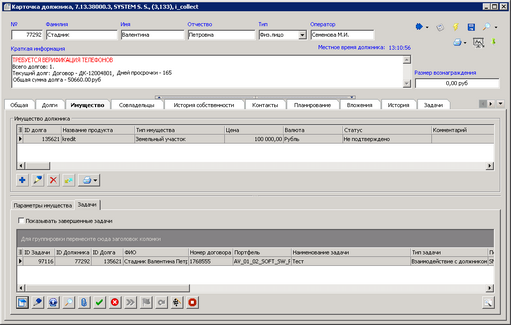 Карточка должника, 7.13.38000.3, SYSTEM S. S., (3,133), i_collect
№ Фамилия Имя Отчество Тип Оператор
77292 Стадник Валентина Петровна Физ.лицо Семенова М.И.
Краткая информация Местное время должника: 13:10:56
ТРЕБУЕТСЯ ВЕРИФИКАЦИЯ ТЕЛЕФОНОВ
Всего долгов: 1.
Текущий долг: Договор - ДК-12004801, Дней просрочки - 165
Общая сумма долга - 50660.00руб
Размер вознаграждения
0,00 руб
Общая Долги Имущество Совладельцы История собственности Контакты Планирование Вложения История Задачи
Имущество должника
ID долга Название продукта Тип имущества Цена Валюта Статус Комментарий
135621 kredit Земельный участок 100 000,00 Рубль Не подтверждено
Параметры имущества Задачи
Показывать завершенные задачи
Для группировки переместите сюда заголовок колонки
ID Задачи ID Должника ID Долга ФИО Номер договора Портфель Наименование задачи Тип задачи
97116 77292 135621 Стадник Валентина Петр 1768555 AV_01_02_SOFT_SW_F Тест Взаимодействие с должником